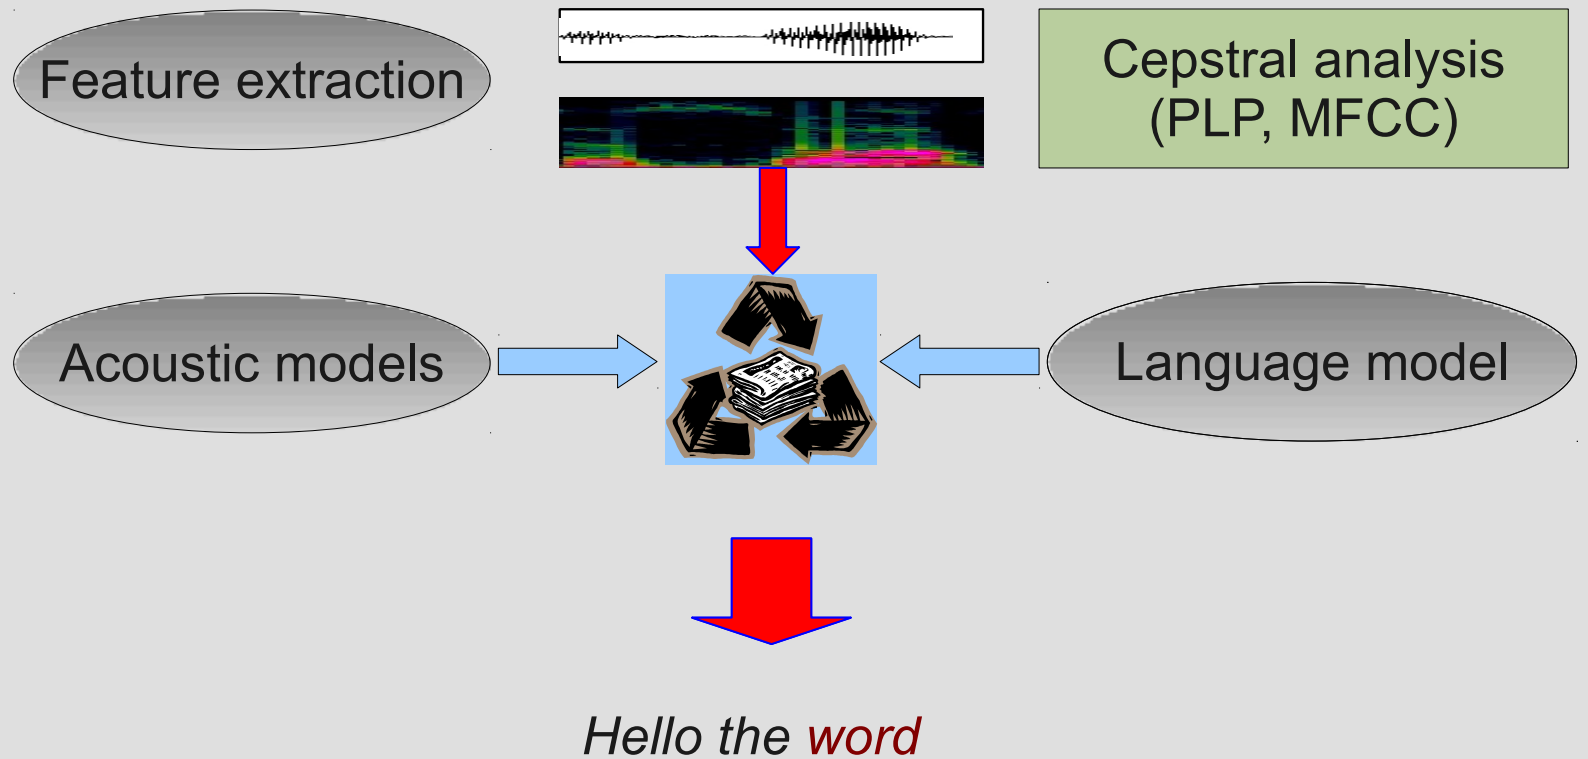 Feature extraction
Cepstral analysis
(PLP, MFCC)
Acoustic models
Language model
Hello the word